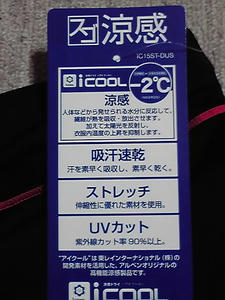 スゴ涼感
IC15ST-DUS
iCOOL
-2℃
涼感
人体などから発せられる水分に反応して、
繊維が熱を吸収・放出させます。
加えて太陽光を反射し、
衣服内温度の上昇を抑制します。
吸汗速乾
汗を素早く吸収し、素早く乾く。
ストレッチ
伸縮性に優れた素材を使用。
UVカット
紫外線カット率90%以上。
"アイクール"は東レインターナショナル(株)の
開発素材を活用した、アルペンオリジナルの
高機能涼感製品です。
iCOOL